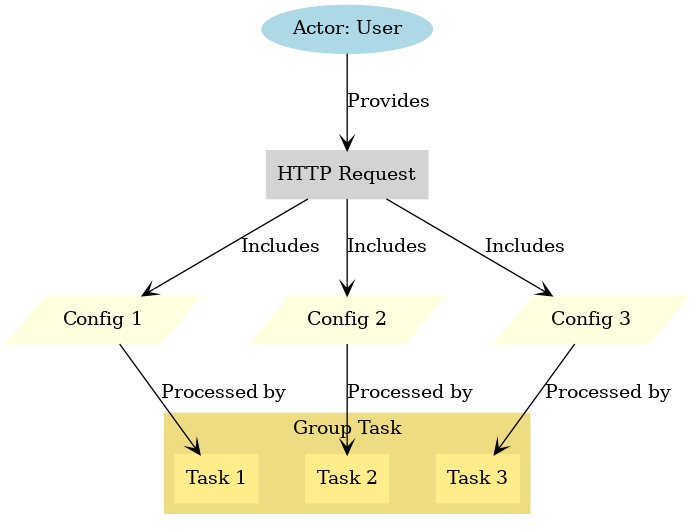 Actor: User
Provides
HTTP Request
Includes
Includes
Includes
Config 1
Config 2
Config 3
Processed by
Processed by
Processed by
Group Task
Task 1
Task 2
Task 3